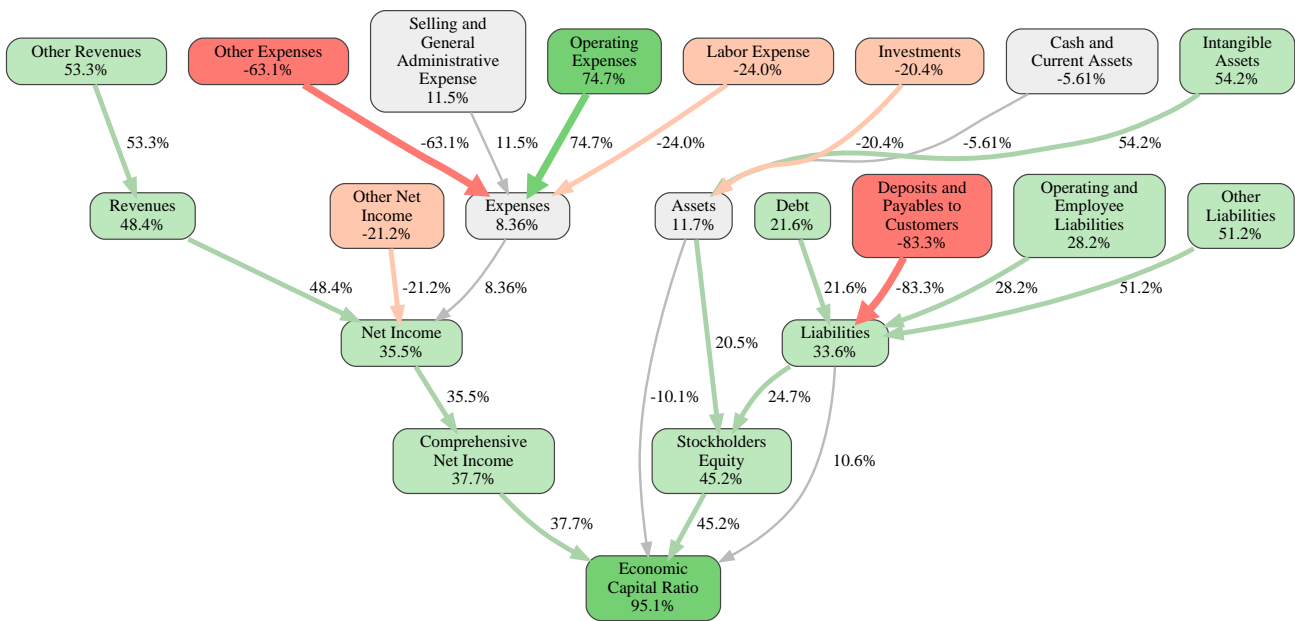 Other Revenues
53.3%
Other Expenses
-63.1%
Selling and
General
Administrative
Expense
11.5%
Operating
Expenses
74.7%
Labor Expense
-24.0%
Investments
-20.4%
Cash and
Current Assets
-5.61%
Intangible
Assets
54.2%
53.3%
-63.1%
11.5%
74.7%
-24.0%
-20.4%
-5.61%
54.2%
Revenues
48.4%
Other Net
Income
-21.2%
Expenses
8.36%
Assets
11.7%
Debt
21.6%
Deposits and
Payables to
Customers
-83.3%
Operating and
Employee
Liabilities
28.2%
Other
Liabilities
51.2%
48.4%
-21.2%
8.36%
21.6%
-83.3%
28.2%
51.2%
Net Income
35.5%
20.5%
Liabilities
33.6%
35.5%
-10.1%
24.7%
Comprehensive
Net Income
37.7%
Stockholders
Equity
45.2%
10.6%
37.7%
45.2%
Economic
Capital Ratio
95.1%